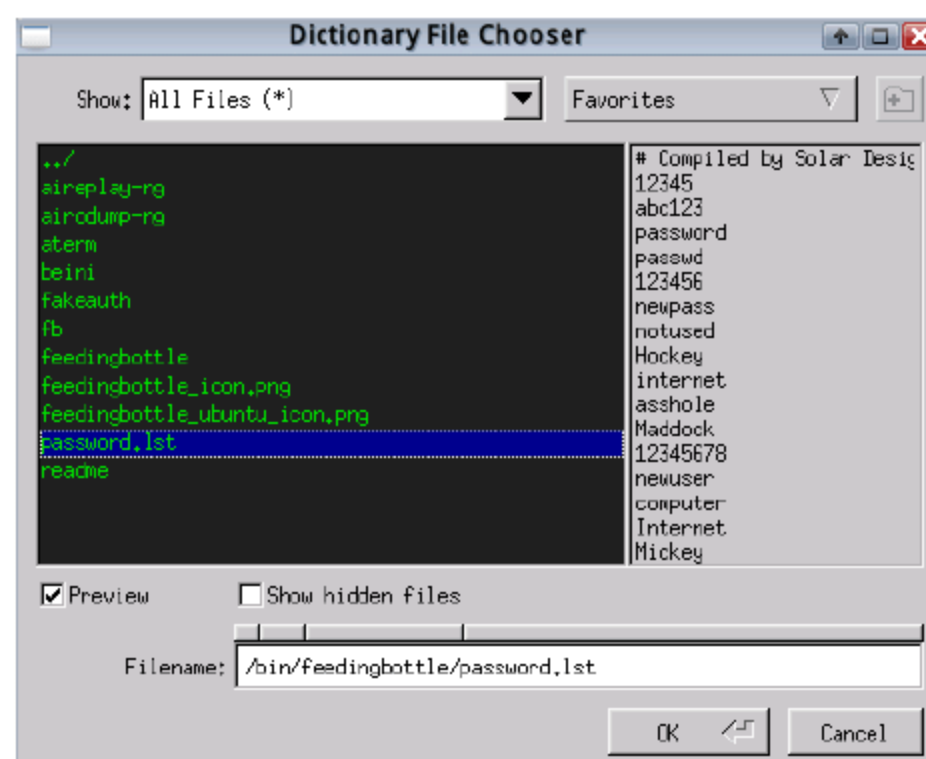 Dictionary File Chooser
Show: All Files (*)
Favorites
../
aireplay-ng
airodump-ng
aterm
beini
fakeauth
fb
feedingbottle
feedingbottle_icon.png
feedingbottle_ubuntu_icon.png
password.lst
readme
# Compiled by Solar Desig
12345
abc123
password
passwd
123456
newpass
notused
Hockey
internet
asshole
Maddock
12345678
newuser
computer
Internet
Mickey
Preview
Show hidden files
Filename: /bin/feedingbottle/password.lst
OK
Cancel